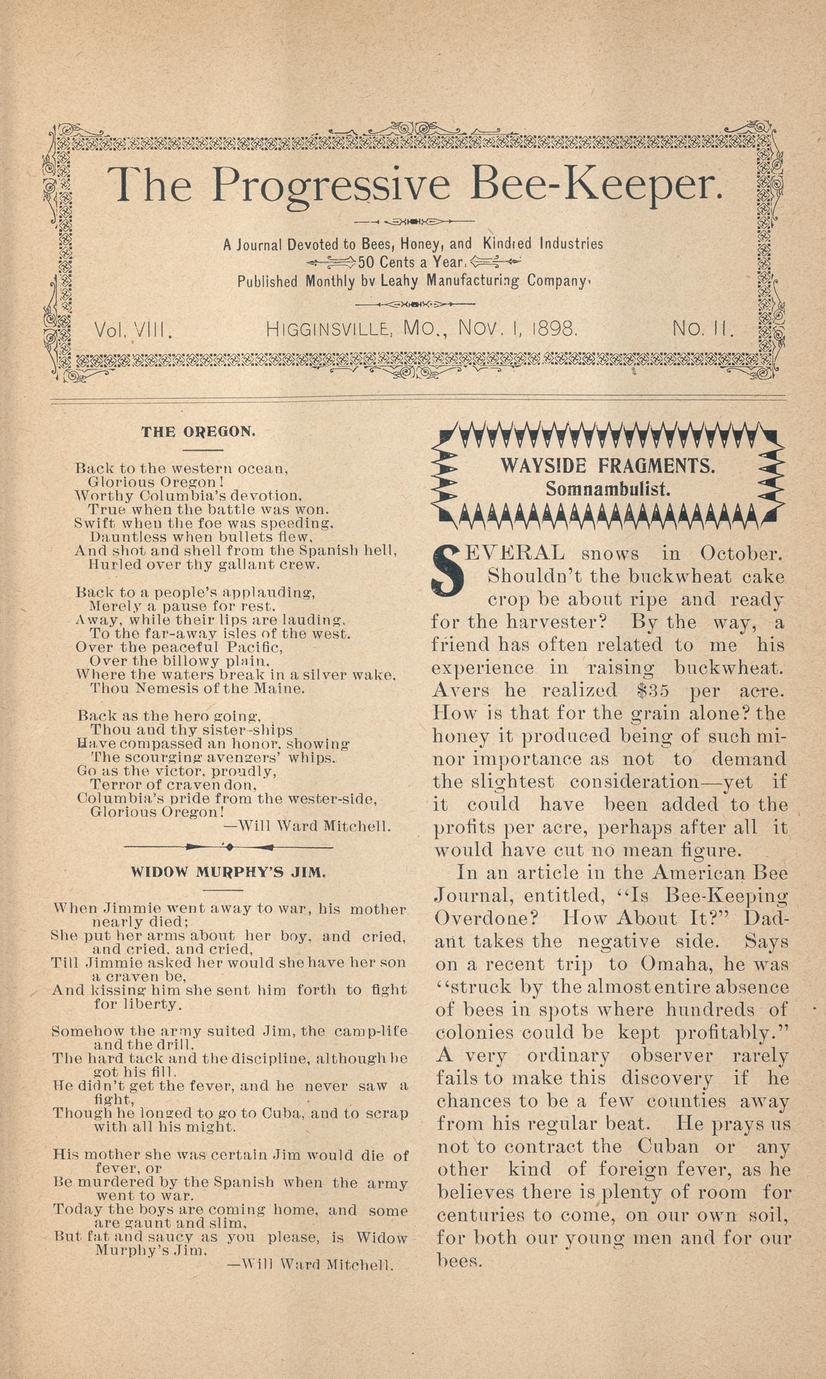 The Progressive Bee-Keeper.
A Journal Devoted to Bees, Honey, and Kindred Industries
50 Cents a Year.
Published Monthly by Leahy Manufacturing Company.
Vol. VIII. HIGGINSVILLE, MO., NOV. 1, 1898. NO. 11.
THE OREGON.
Back to the western ocean,
Glorious Oregon!
Worthy Columbia's devotion,
True when the battle was won.
Swift when the foe was speeding,
Dauntless when bullets flew,
And shot and shell from the Spanish hell,
Hurled over thy gallant crew.
Back to a people's applauding,
Merely a pause for rest.
Away, while their lips are lauding,
To the far-away isles of the west.
Over the peaceful Pacific,
Over the billowy plain,
Where the waters break in a silver wake,
Thou Nemesis of the Maine.
Back as the hero going,
Thou and thy sister-ships
Have compassed an honor, showing
The scourging avengers' whips.
Go as the victor, proudly,
Terror of craven don,
Columbia's pride from the wester-side,
Glorious Oregon!
—Will Ward Mitchell.
WIDOW MURPHY'S JIM.
When Jimmie went away to war, his mother
nearly died;
She put her arms about her boy, and cried,
and cried, and cried,
Till Jimmie asked her would she have her son
a craven be,
And kissing him she sent him forth to fight
for liberty.
Somehow the army suited Jim, the camp-life
and the drill,
The hard tack and the discipline, although he
got his fill.
He didn't get the fever, and he never saw a
fight,
Though he longed to go to Cuba, and to scrap
with all his might.
His mother she was certain Jim would die of
fever, or
Be murdered by the Spanish when the army
went to war.
Today the boys are coming home, and some
are gaunt and slim,
But fat and saucy as you please, is Widow
Murphy's Jim.
—Will Ward Mitchell.
WAYSIDE FRAGMENTS.
Somnambulist.
SEVERAL snows in October.
Shouldn't the buckwheat cake
crop be about ripe and ready
for the harvester? By the way, a
friend has often related to me his
experience in raising buckwheat.
Avers he realized $35 per acre.
How is that for the grain alone? the
honey it produced being of such mi-
nor importance as not to demand
the slightest consideration—yet if
it could have been added to the
profits per acre, perhaps after all it
would have cut no mean figure.
In an article in the American Bee
Journal, entitled, "Is Bee-Keeping
Overdone? How About It?" Dad-
ant takes the negative side. Says
on a recent trip to Omaha, he was
"struck by the almost entire absence
of bees in spots where hundreds of
colonies could be kept profitably."
A very ordinary observer rarely
fails to make this discovery if he
chances to be a few counties away
from his regular beat. He prays us
not to contract the Cuban or any
other kind of foreign fever, as he
believes there is plenty of room for
centuries to come, on our own soil,
for both our young men and for our
bees.